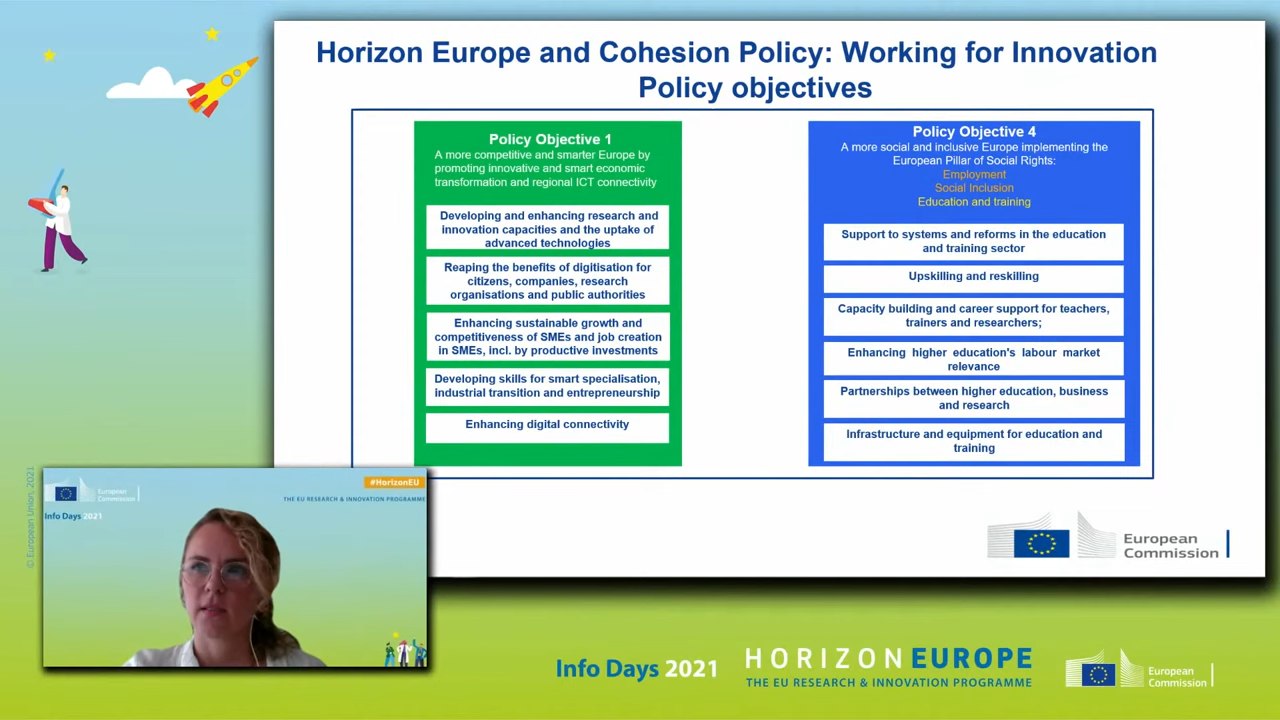 Horizon Europe and Cohesion Policy: Working for Innovation
Policy objectives
Policy Objective 1
A more competitive and smarter Europe by
promoting innovative and smart economic
transformation and regional ICT connectivity
Developing and enhancing research and
innovation capacities and the uptake of
advanced technologies
Reaping the benefits of digitisation for
citizens, companies, research
organisations and public authorities
Enhancing sustainable growth and
competitiveness of SMEs and job creation
in SMEs, incl. by productive investments
Developing skills for smart specialisation,
industrial transition and entrepreneurship
Enhancing digital connectivity
Policy Objective 4
A more social and inclusive Europe implementing the
European Pillar of Social Rights:
Employment
Social Inclusion
Education and training
Support to systems and reforms in the education
and training sector
Upskilling and reskilling
Capacity building and career support for teachers,
trainers and researchers;
Enhancing higher education's labour market
relevance
Partnerships between higher education, business
and research
Infrastructure and equipment for education and
training
European
Commission
© European Union, 2021
European
Commission
#HorizonEU
THE EU RESEARCH & INNOVATION PROGRAMME
Info Days 2021
Info Days 2021
HORIZON EUROPE
THE EU RESEARCH & INNOVATION PROGRAMME
European
Commission